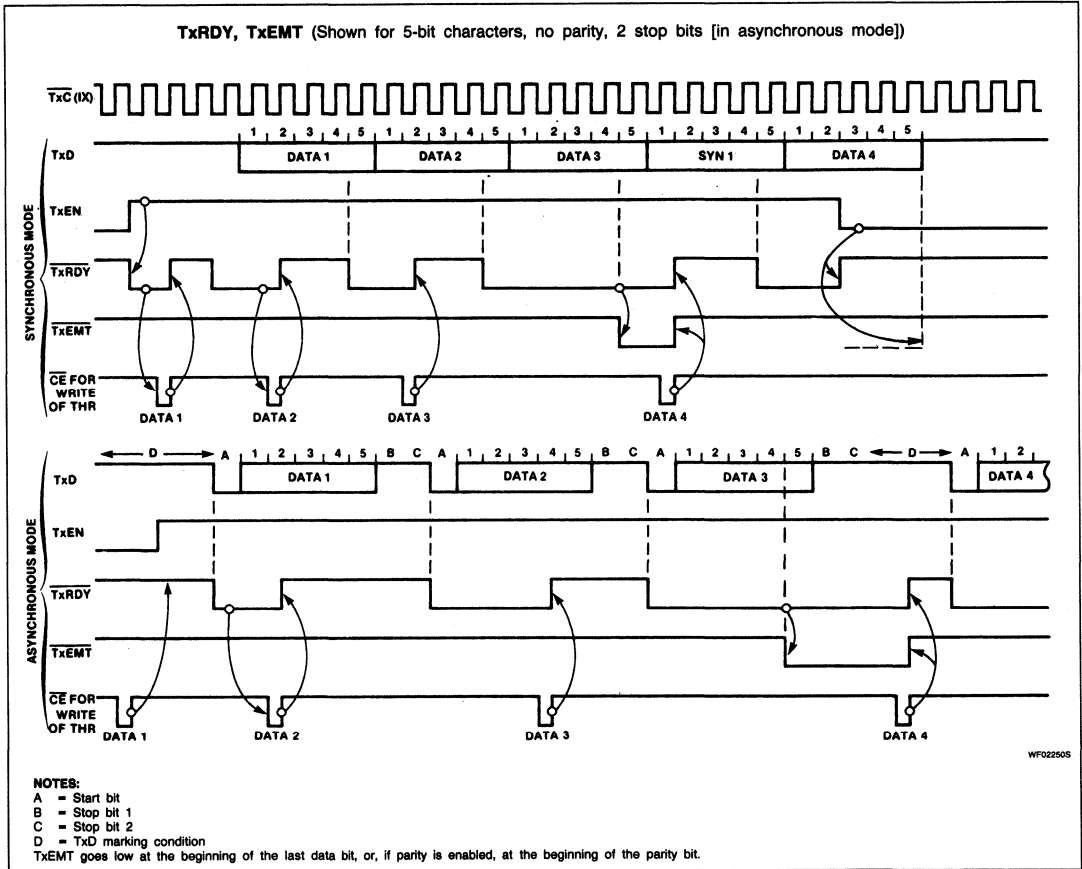 TxRDY, TxEMT (Shown for 5-bit characters, no parity, 2 stop bits [in asynchronous mode])
TxC (IX)
1 2 3 4 5 1 2 3 4 5 1 2 3 4 5 1 2 3 4 5 1 2 3 4 5
TxD DATA 1 DATA 2 DATA 3 SYN 1 DATA 4
SYNCHRONOUS MODE
TxEN
TxRDY
TxEMT
CE FOR
WRITE
OF THR
DATA 1 DATA 2 DATA 3 DATA 4
D A 1 2 3 4 5 B C A 1 2 3 4 5 B C A 1 2 3 4 5 B C D A 1 2
TxD DATA 1 DATA 2 DATA 3 DATA 4
ASYNCHRONOUS MODE
TxEN
TxRDY
TxEMT
CE FOR
WRITE
OF THR
DATA 1 DATA 2 DATA 3 DATA 4
WF02250S
NOTES:
A = Start bit
B = Stop bit 1
C = Stop bit 2
D = TxD marking condition
TxEMT goes low at the beginning of the last data bit, or, if parity is enabled, at the beginning of the parity bit.